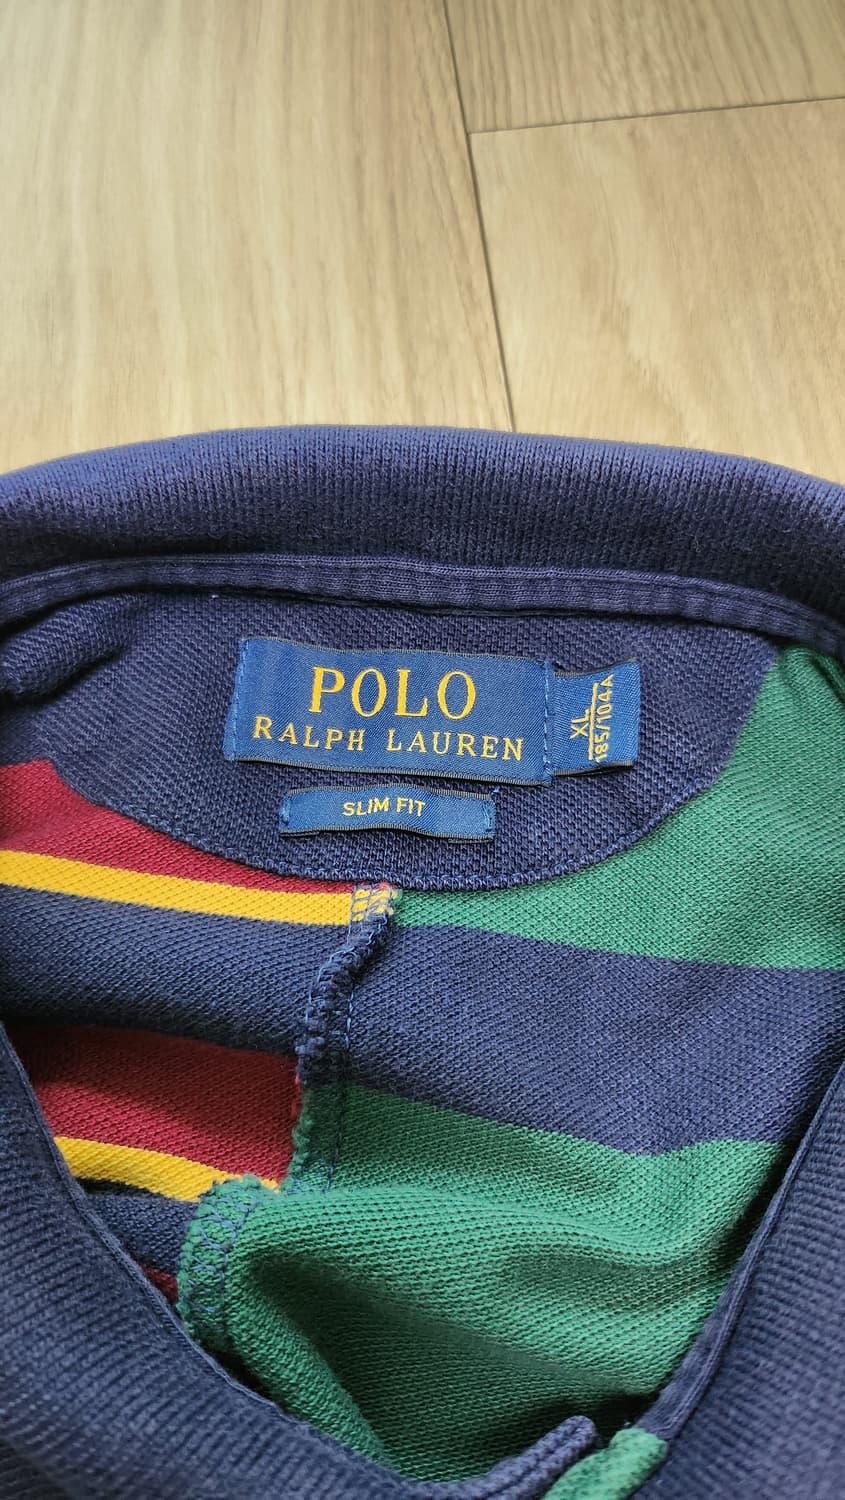 POLO
RALPH LAUREN
XL
185/104A
SLIM FIT